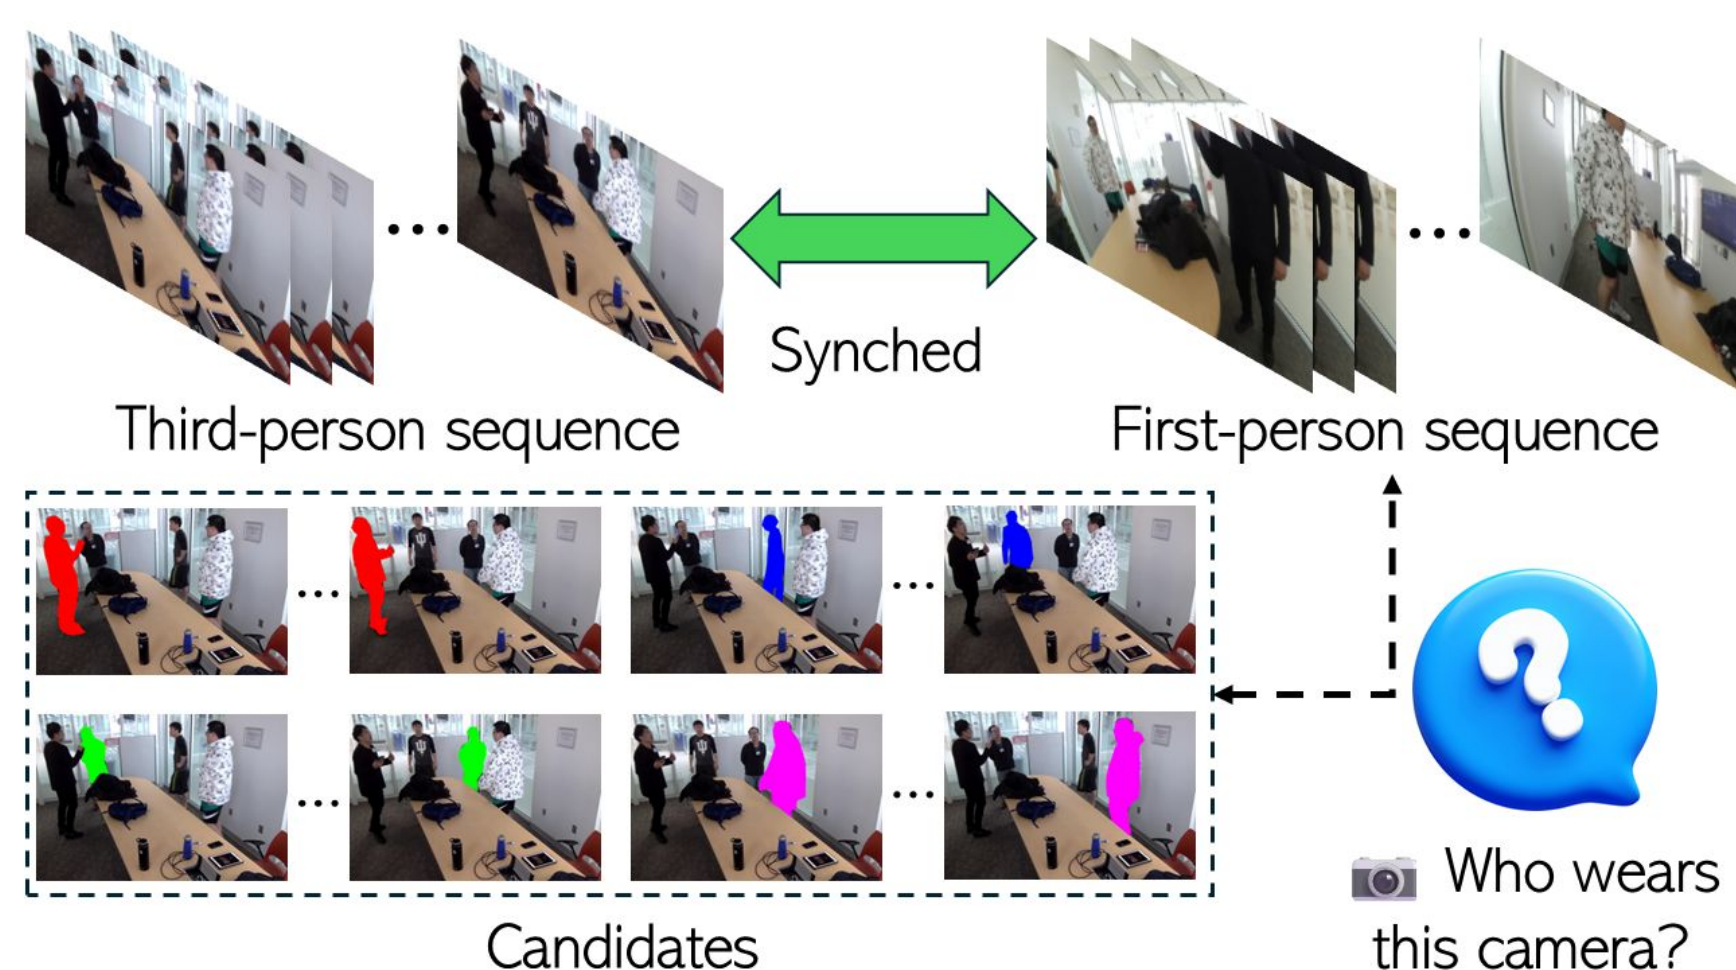 Synched
Third-person sequence
First-person sequence
Candidates
Who wears
this camera?